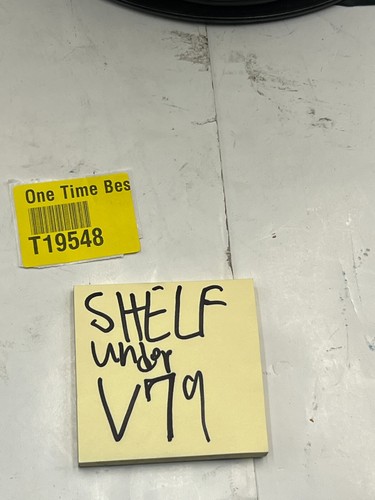 One Time Bes
T19548
SHELF
under
V79